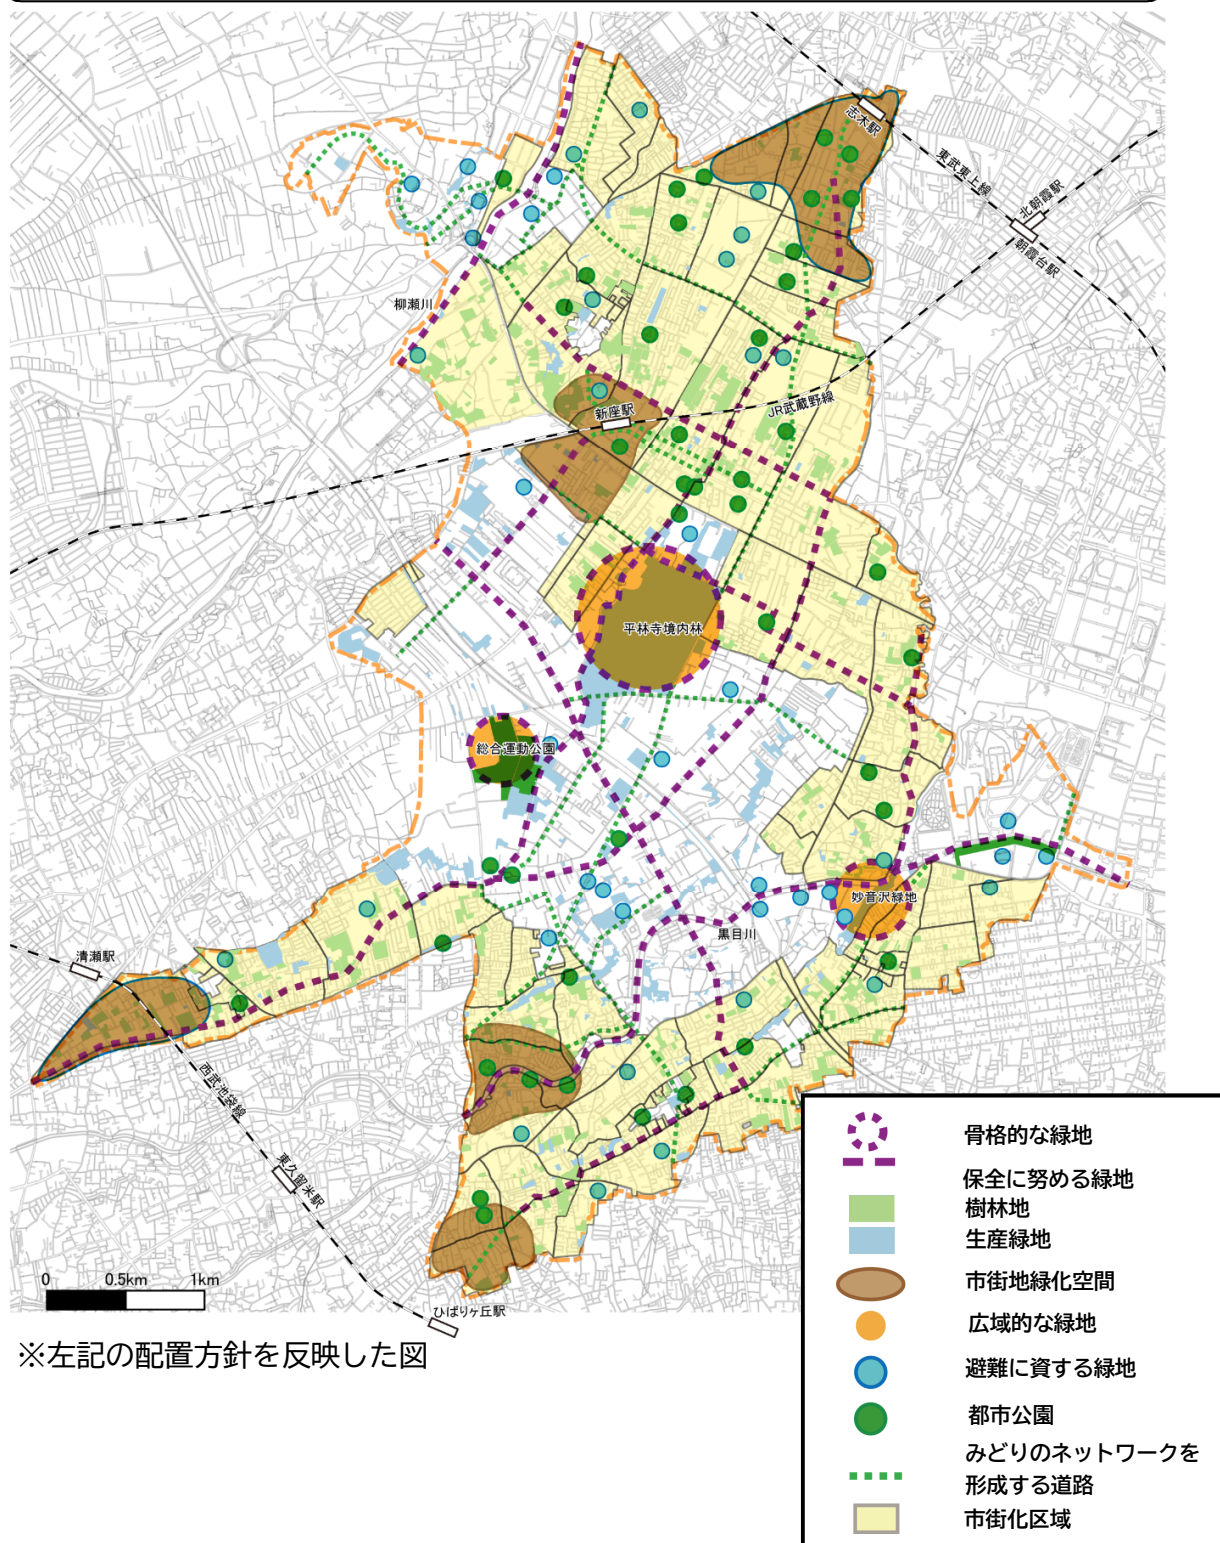 志木駅
東武東上線
北朝霞駅
朝霞台駅
柳瀬川
新座駅
JR武蔵野線
平林寺境内林
総合運動公園
妙音沢緑地
黒目川
清瀬駅
西武池袋線
東久留米駅
ひばりヶ丘駅
0 0.5km 1km
※左記の配置方針を反映した図
骨格的な緑地
保全に努める緑地
樹林地
生産緑地
市街地緑化空間
広域的な緑地
避難に資する緑地
都市公園
みどりのネットワークを
形成する道路
市街化区域